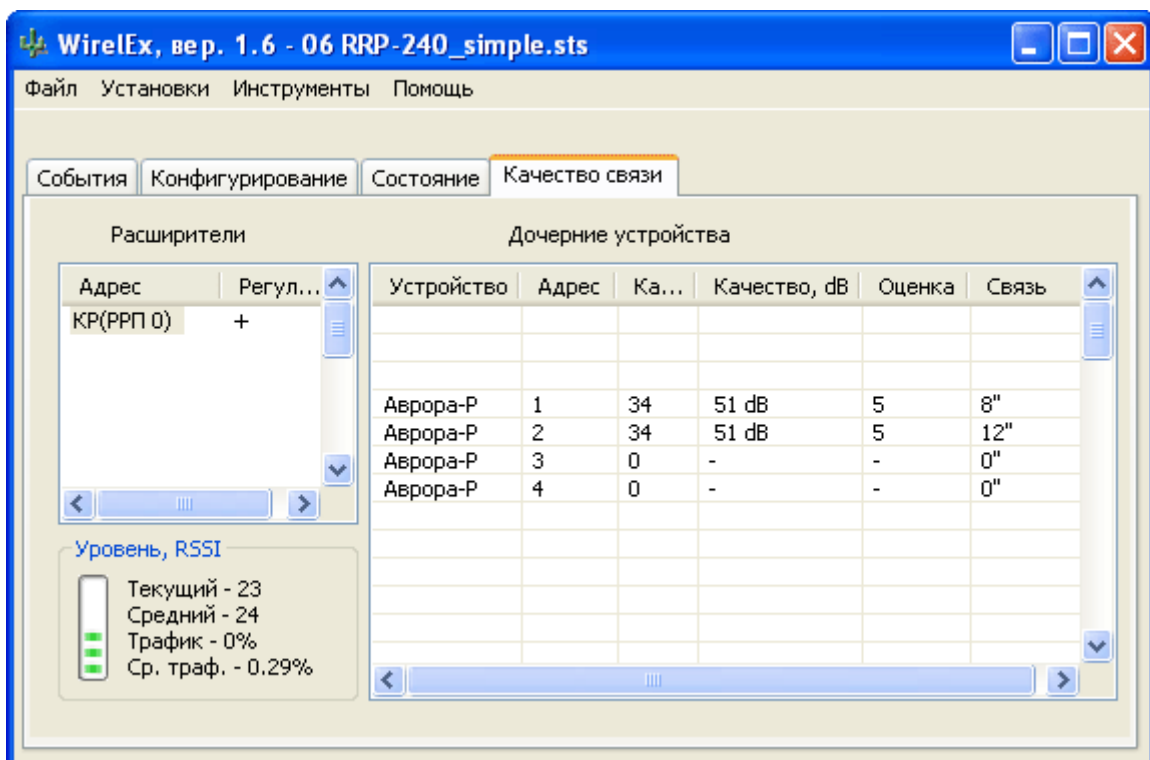 WirelEx, вер. 1.6 - 06 RRP-240_simple.sts
Файл Установки Инструменты Помощь
События Конфигурирование Состояние Качество связи
Расширители
Адрес Регул...
КР(РРП 0) +
Уровень, RSSI
Текущий - 23
Средний - 24
Трафик - 0%
Ср. траф. - 0.29%
Дочерние устройства
Устройство Адрес Ка... Качество, dB Оценка Связь
Аврора-Р 1 34 51 dB 5 8"
Аврора-Р 2 34 51 dB 5 12"
Аврора-Р 3 0 - - 0"
Аврора-Р 4 0 - - 0"